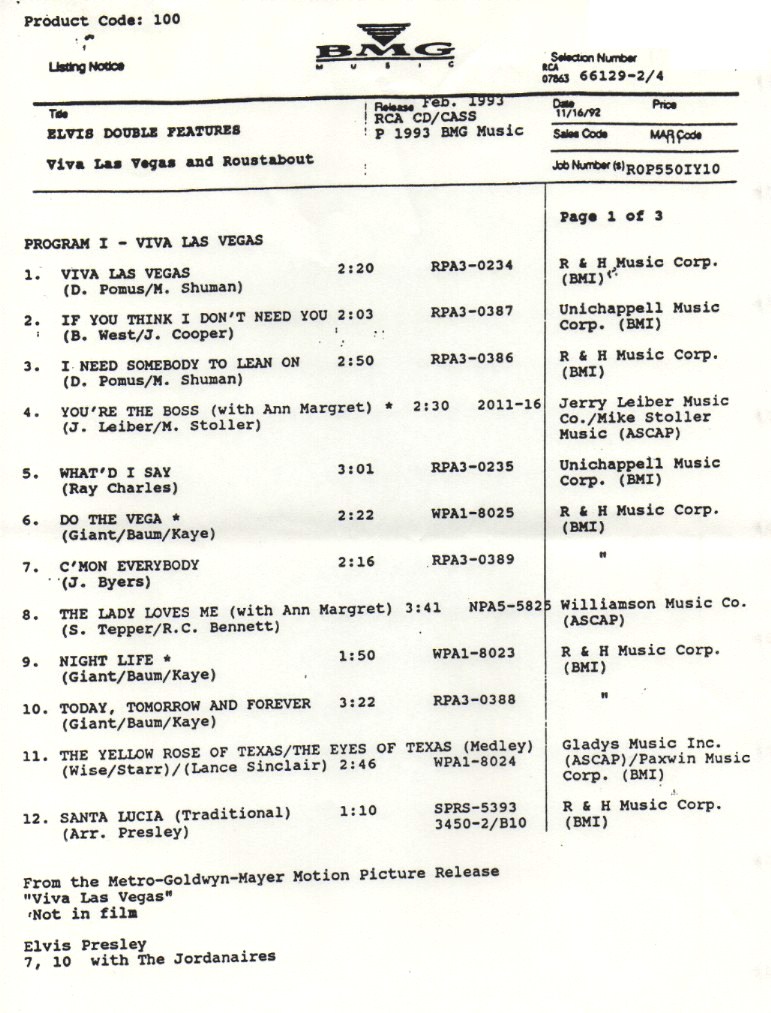 Product Code: 100
BMG
MUSIC
Listing Notice
Selection Number
RCA
07863 66129-2/4
Title
ELVIS DOUBLE FEATURES
Viva Las Vegas and Roustabout
Release Feb. 1993
RCA CD/CASS
P 1993 BMG Music
Date
11/16/92
Price
Sales Code
MAR Code
Job Number(s) ROP550IY10
Page 1 of 3
PROGRAM I - VIVA LAS VEGAS
1. VIVA LAS VEGAS 2:20 RPA3-0234 R & H Music Corp.
(D. Pomus/M. Shuman) (BMI)
2. IF YOU THINK I DON'T NEED YOU 2:03 RPA3-0387 Unichappell Music
(B. West/J. Cooper) Corp. (BMI)
3. I NEED SOMEBODY TO LEAN ON 2:50 RPA3-0386 R & H Music Corp.
(D. Pomus/M. Shuman) (BMI)
4. YOU'RE THE BOSS (with Ann Margret) * 2:30 2011-16 Jerry Leiber Music
(J. Leiber/M. Stoller) Co./Mike Stoller
Music (ASCAP)
5. WHAT'D I SAY 3:01 RPA3-0235 Unichappell Music
(Ray Charles) Corp. (BMI)
6. DO THE VEGA * 2:22 WPA1-8025 R & H Music Corp.
(Giant/Baum/Kaye) (BMI)
7. C'MON EVERYBODY 2:16 RPA3-0389 "
(J. Byers)
8. THE LADY LOVES ME (with Ann Margret) 3:41 NPA5-5825 Williamson Music Co.
(S. Tepper/R.C. Bennett) (ASCAP)
9. NIGHT LIFE * 1:50 WPA1-8023 R & H Music Corp.
(Giant/Baum/Kaye) (BMI)
10. TODAY, TOMORROW AND FOREVER 3:22 RPA3-0388 "
(Giant/Baum/Kaye)
11. THE YELLOW ROSE OF TEXAS/THE EYES OF TEXAS (Medley) Gladys Music Inc.
(Wise/Starr)/(Lance Sinclair) 2:46 WPA1-8024 (ASCAP)/Paxwin Music
Corp. (BMI)
12. SANTA LUCIA (Traditional) 1:10 SPRS-5393 R & H Music Corp.
(Arr. Presley) 3450-2/B10 (BMI)
From the Metro-Goldwyn-Mayer Motion Picture Release
"Viva Las Vegas"
Not in film
Elvis Presley
7, 10 with The Jordanaires